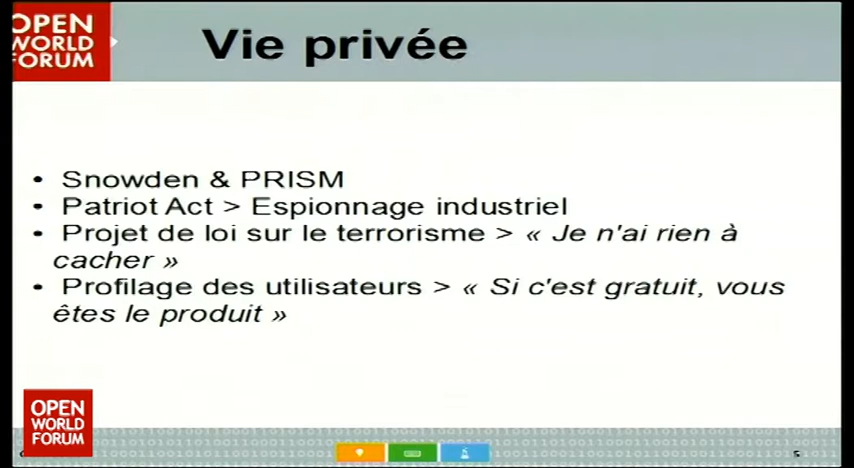 OPEN
WORLD
FORUM
Vie privée
• Snowden & PRISM
• Patriot Act > Espionnage industriel
• Projet de loi sur le terrorisme > « Je n'ai rien à
cacher »
• Profilage des utilisateurs > « Si c'est gratuit, vous
êtes le produit »
OPEN
WORLD
FORUM
5